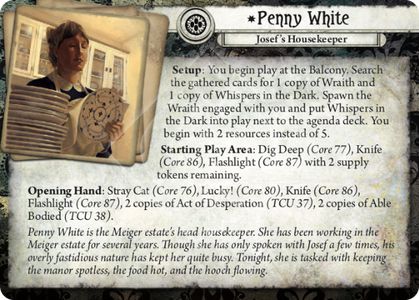 *Penny White
Josef's Housekeeper
Setup: You begin play at the Balcony. Search
the gathered cards for 1 copy of Wraith and
1 copy of Whispers in the Dark. Spawn the
Wraith engaged with you and put Whispers in
the Dark into play next to the agenda deck. You
begin with 2 resources instead of 5.
Starting Play Area: Dig Deep (Core 77), Knife
(Core 86), Flashlight (Core 87) with 2 supply
tokens remaining.
Opening Hand: Stray Cat (Core 76), Lucky! (Core 80), Knife (Core 86),
Flashlight (Core 87), 2 copies of Act of Desperation (TCU 37), 2 copies of Able
Bodied (TCU 38).
Penny White is the Meiger estate's head housekeeper. She has been working in the
Meiger estate for several years. Though she has only spoken with Josef a few times, his
overly fastidious nature has kept her quite busy. Tonight, she is tasked with keeping
the manor spotless, the food hot, and the hooch flowing.